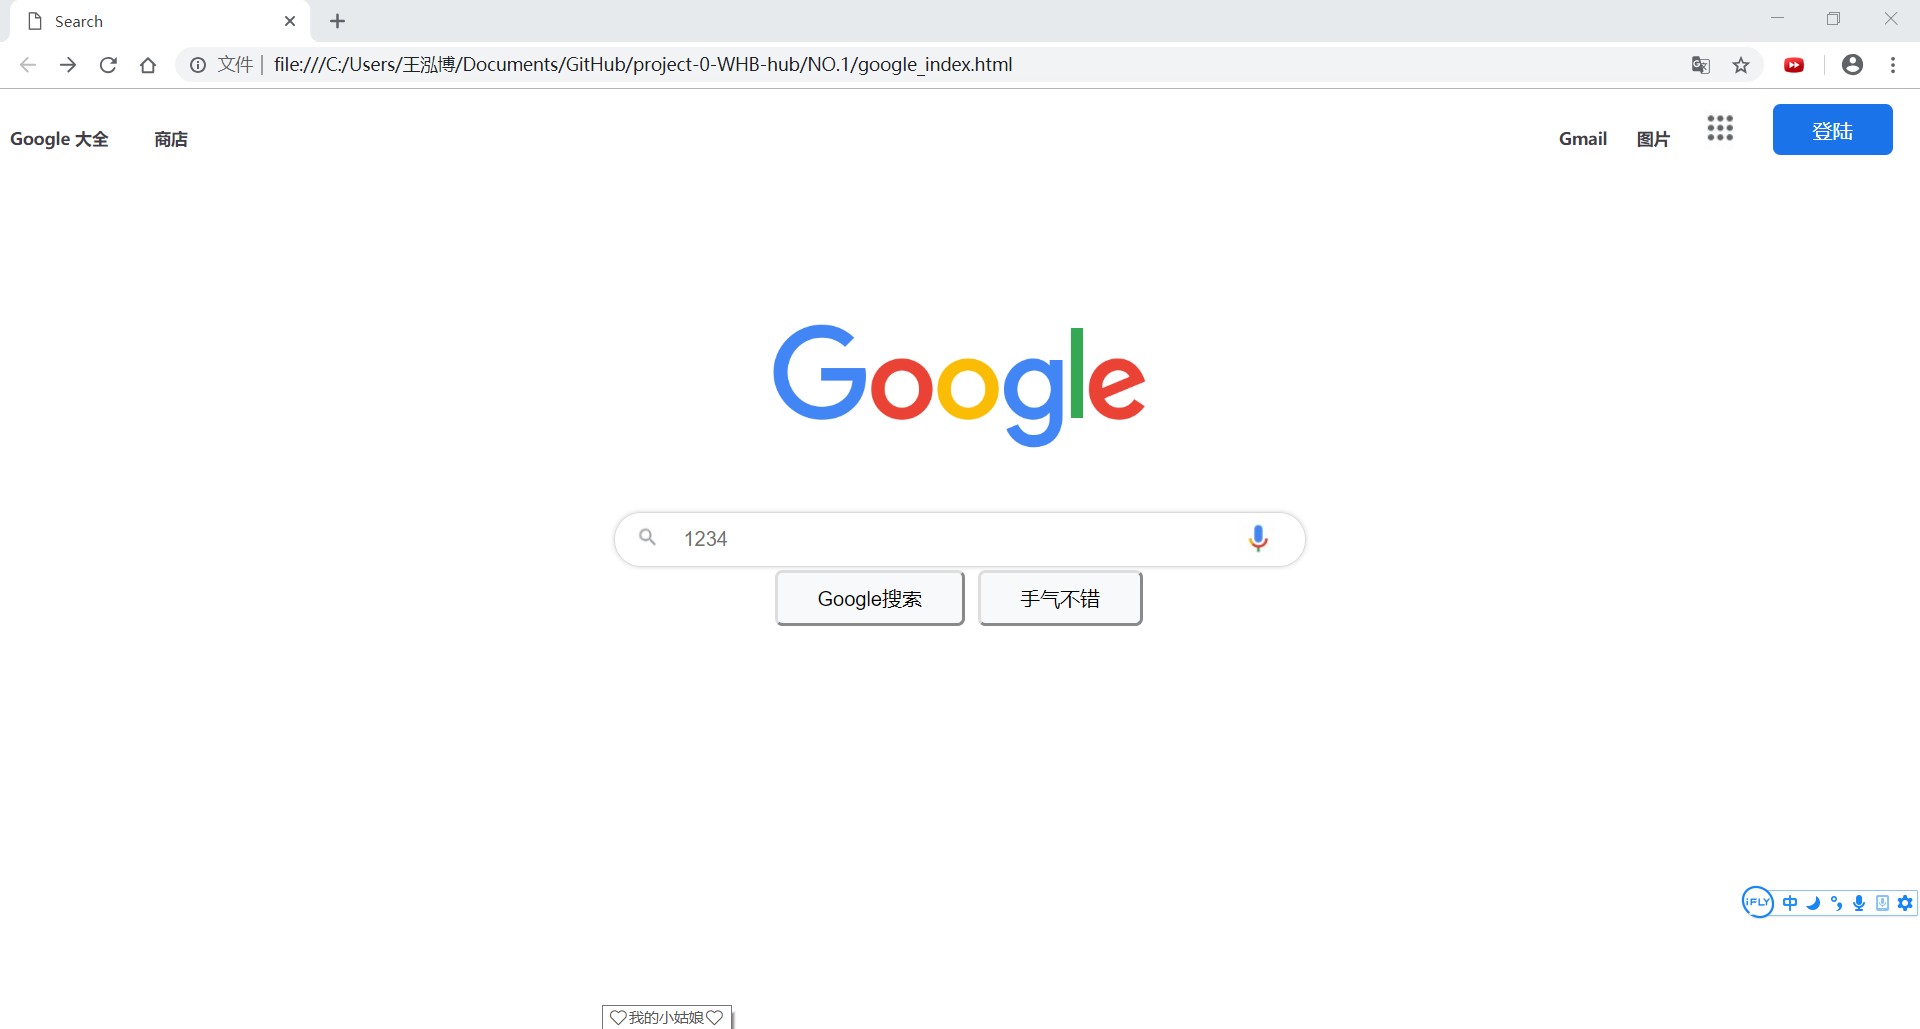 Search
文件 | file:///C:/Users/王泓博/Documents/GitHub/project-0-WHB-hub/NO.1/google_index.html
Google 大全 商店 Gmail 图片 登陆
Google
1234
Google搜索 手气不错
iFLY 中
♡我的小姑娘♡